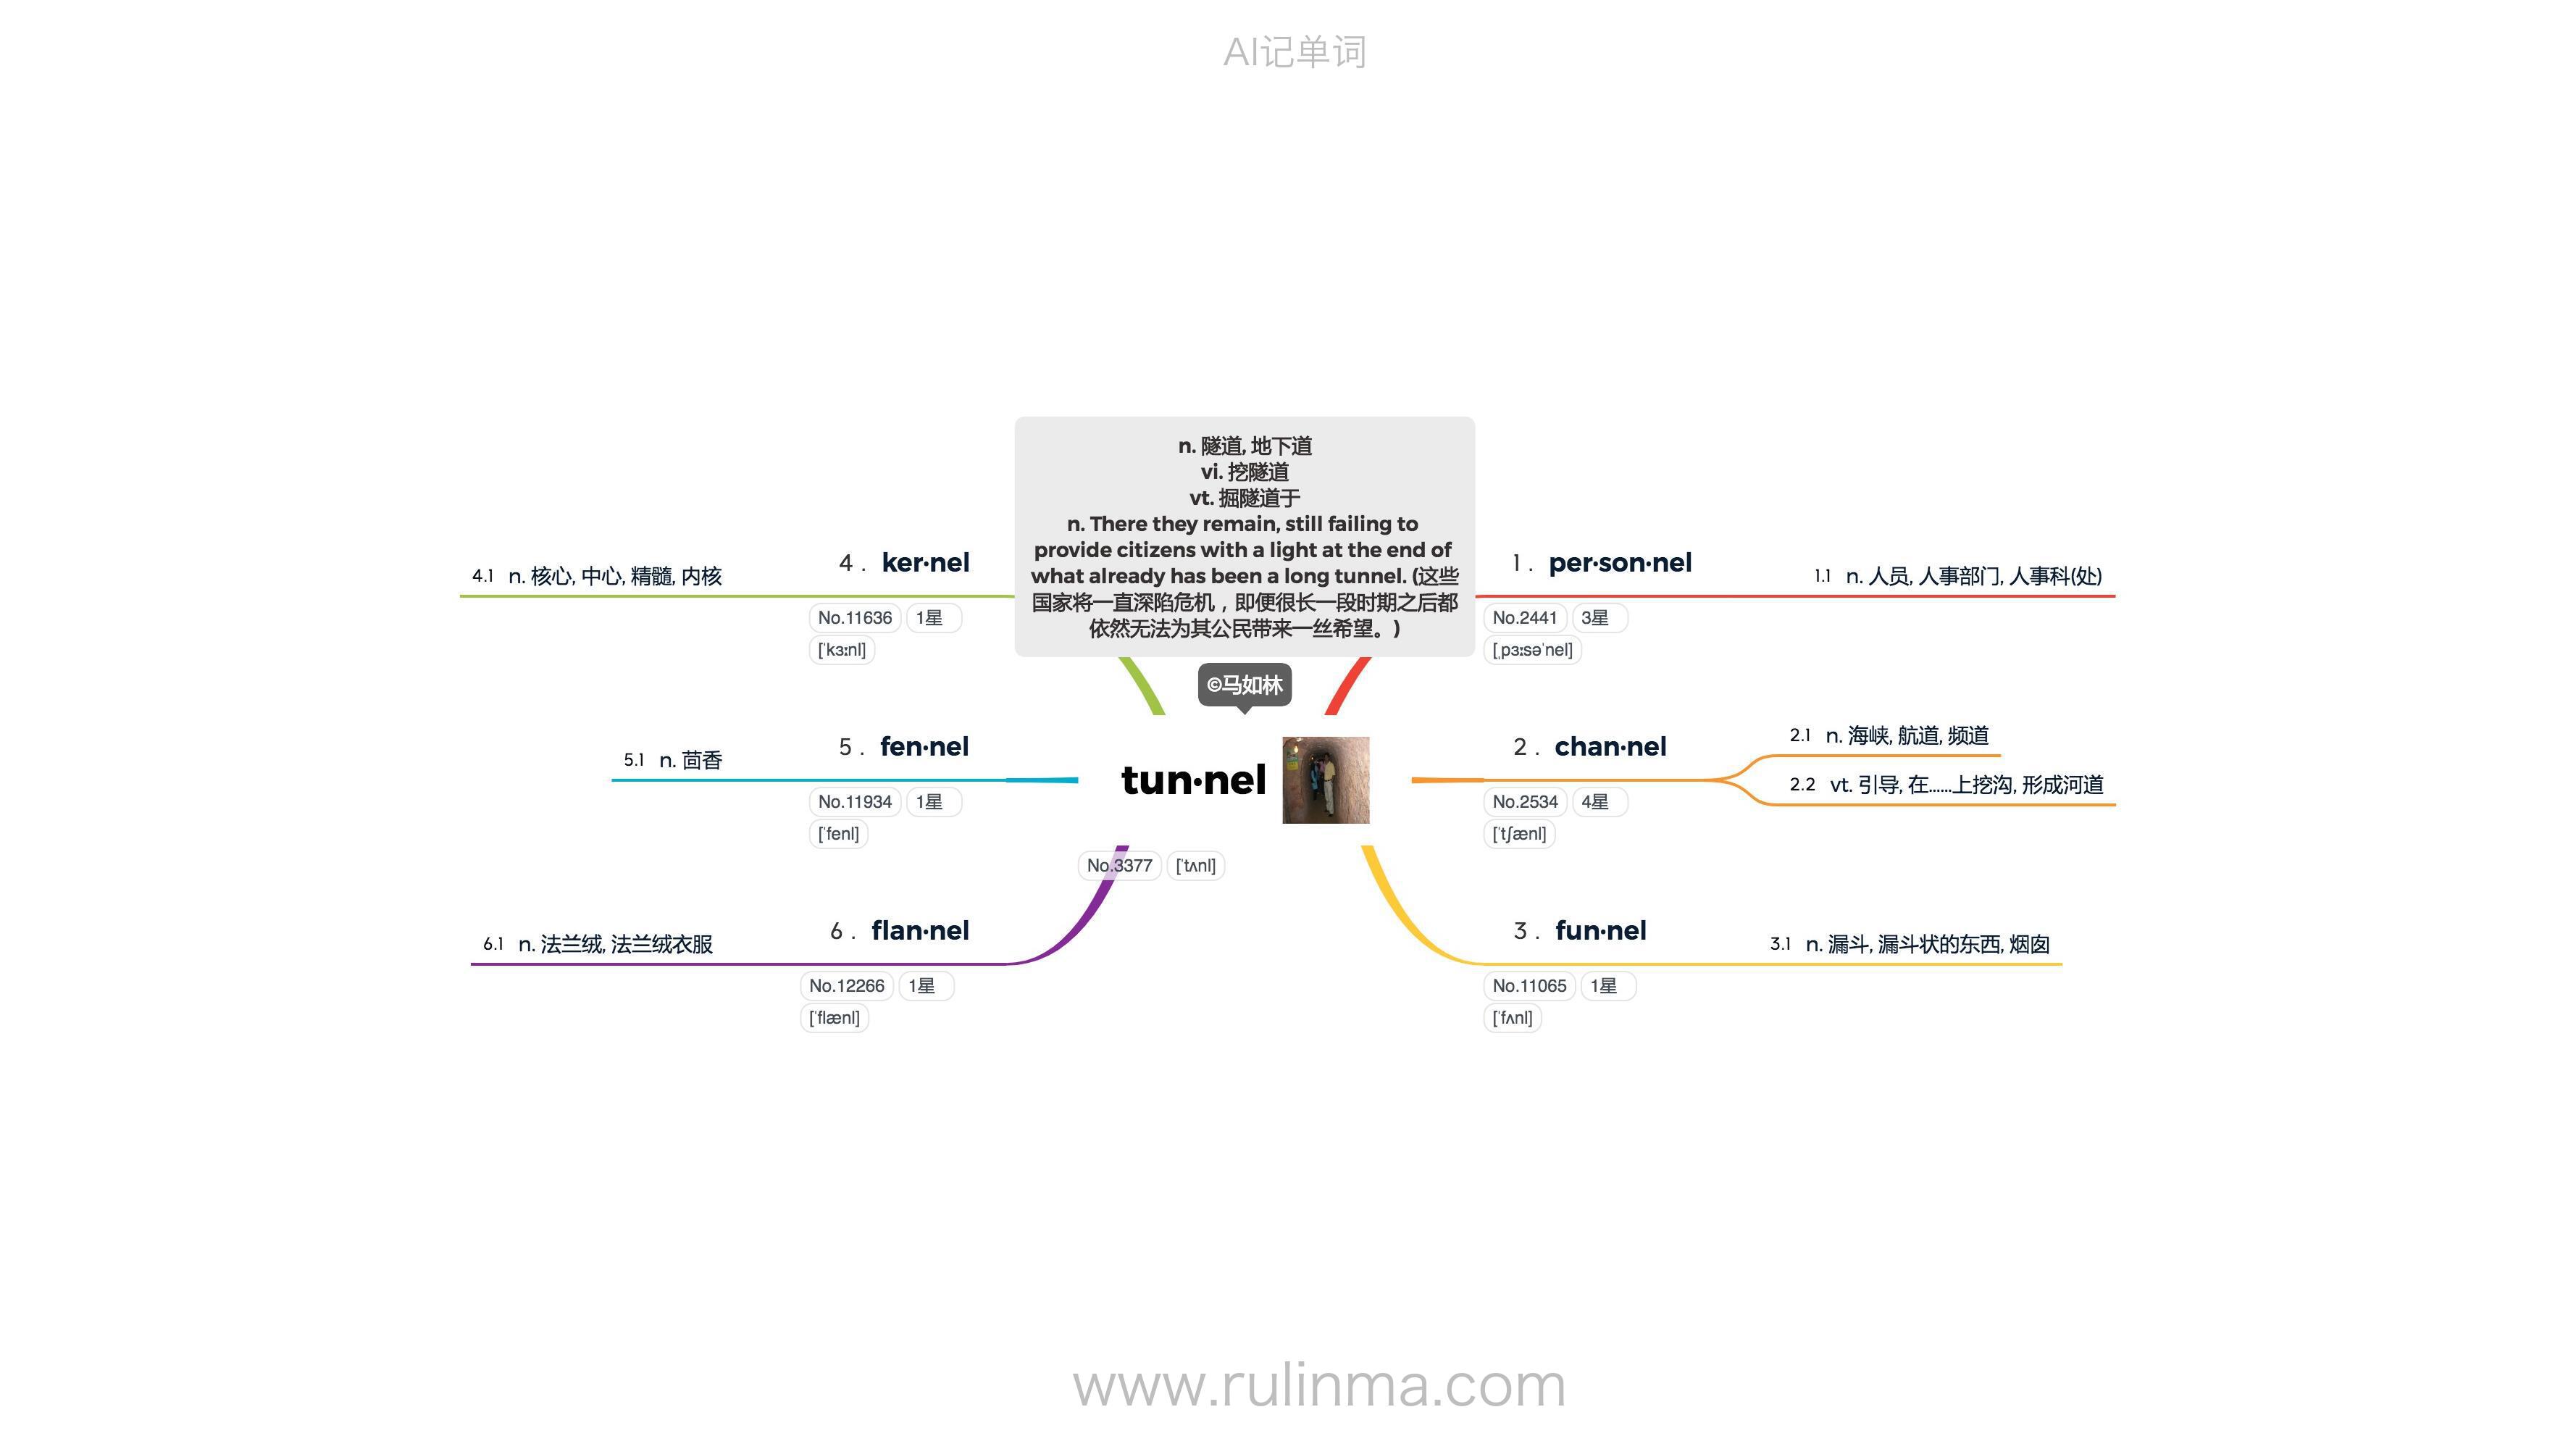 AI记单词
n. 隧道, 地下道
vi. 挖隧道
vt. 掘隧道于
n. There they remain, still failing to
provide citizens with a light at the end of
what already has been a long tunnel. (这些
国家将一直深陷危机，即便很长一段时期之后都
依然无法为其公民带来一丝希望。)
©马如林
tun·nel
No.3377 [ˈtʌnl]
1 . per·son·nel
No.2441 3星
[ˌpɜːsəˈnel]
1.1 n. 人员, 人事部门, 人事科(处)
2 . chan·nel
No.2534 4星
[ˈtʃænl]
2.1 n. 海峡, 航道, 频道
2.2 vt. 引导, 在……上挖沟, 形成河道
3 . fun·nel
No.11065 1星
[ˈfʌnl]
3.1 n. 漏斗, 漏斗状的东西, 烟囱
4 . ker·nel
No.11636 1星
[ˈkɜːnl]
4.1 n. 核心, 中心, 精髓, 内核
5 . fen·nel
No.11934 1星
[ˈfenl]
5.1 n. 茴香
6 . flan·nel
No.12266 1星
[ˈflænl]
6.1 n. 法兰绒, 法兰绒衣服
www.rulinma.com